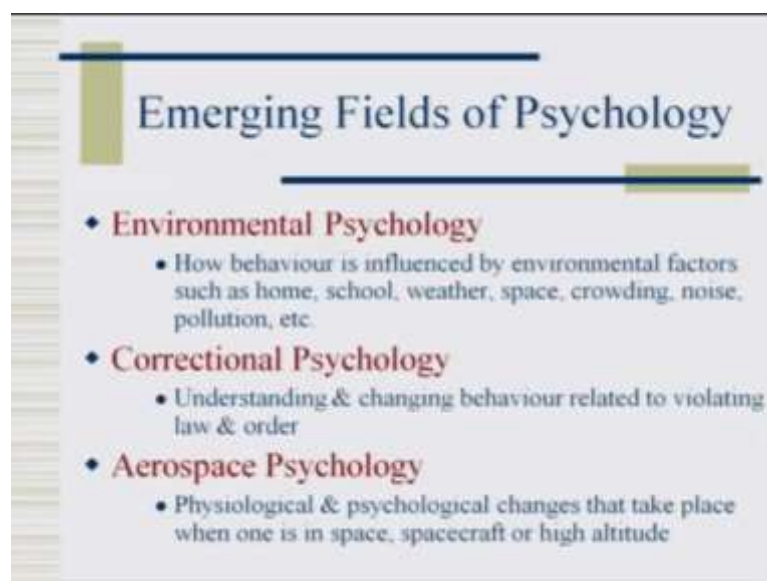 Emerging Fields of Psychology
Environmental Psychology
How behaviour is influenced by environmental factors
such as home, school, weather, space, crowding, noise,
pollution, etc.
Correctional Psychology
Understanding & changing behaviour related to violating
law & order
Aerospace Psychology
Physiological & psychological changes that take place
when one is in space, spacecraft or high altitude